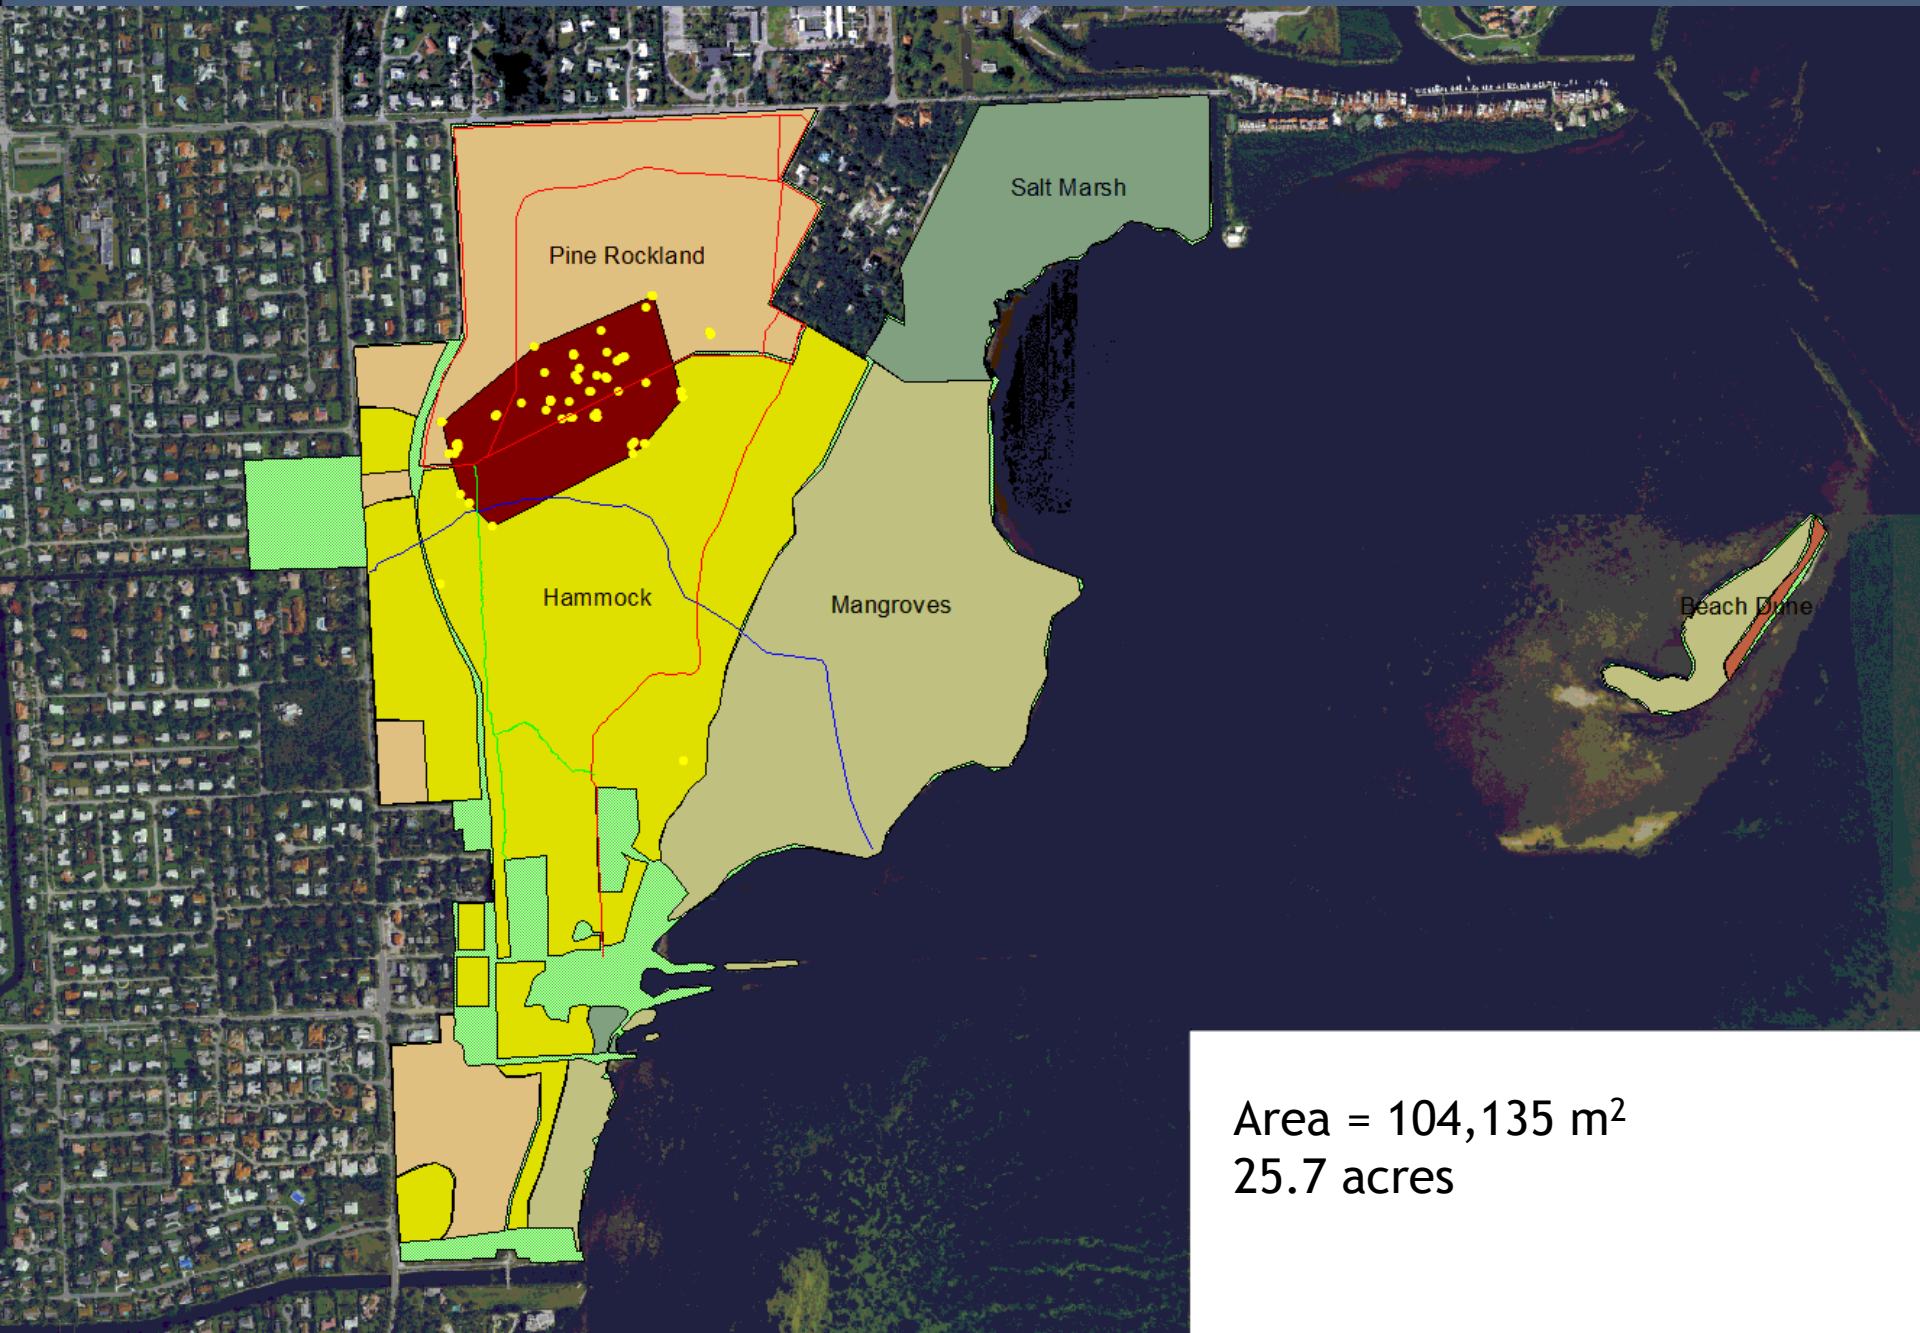 Salt Marsh
Pine Rockland
Hammock
Mangroves
Beach Dune
Area = 104,135 m²
25.7 acres